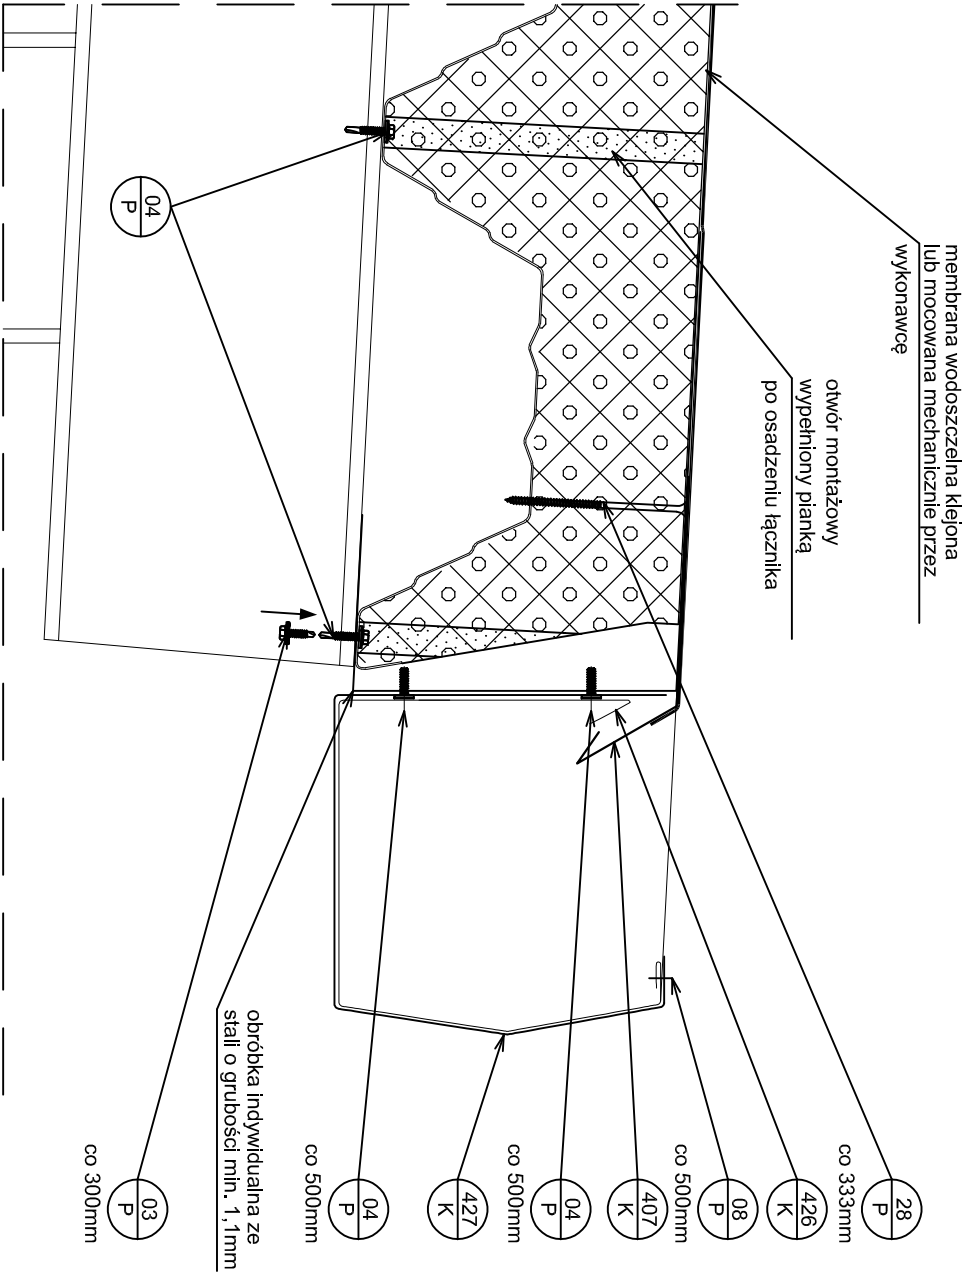 membrana wodoszczelna klejona
lub mocowana mechanicznie przez
wykonawcę
otwór montażowy
wypełniony pianką
po osadzeniu łącznika
04
P
28
P
co 333mm
426
K
08
P
co 500mm
407
K
04
P
co 500mm
427
K
04
P
co 500mm
obróbka indywidualna ze
stali o grubości min. 1,1mm
03
P
co 300mm